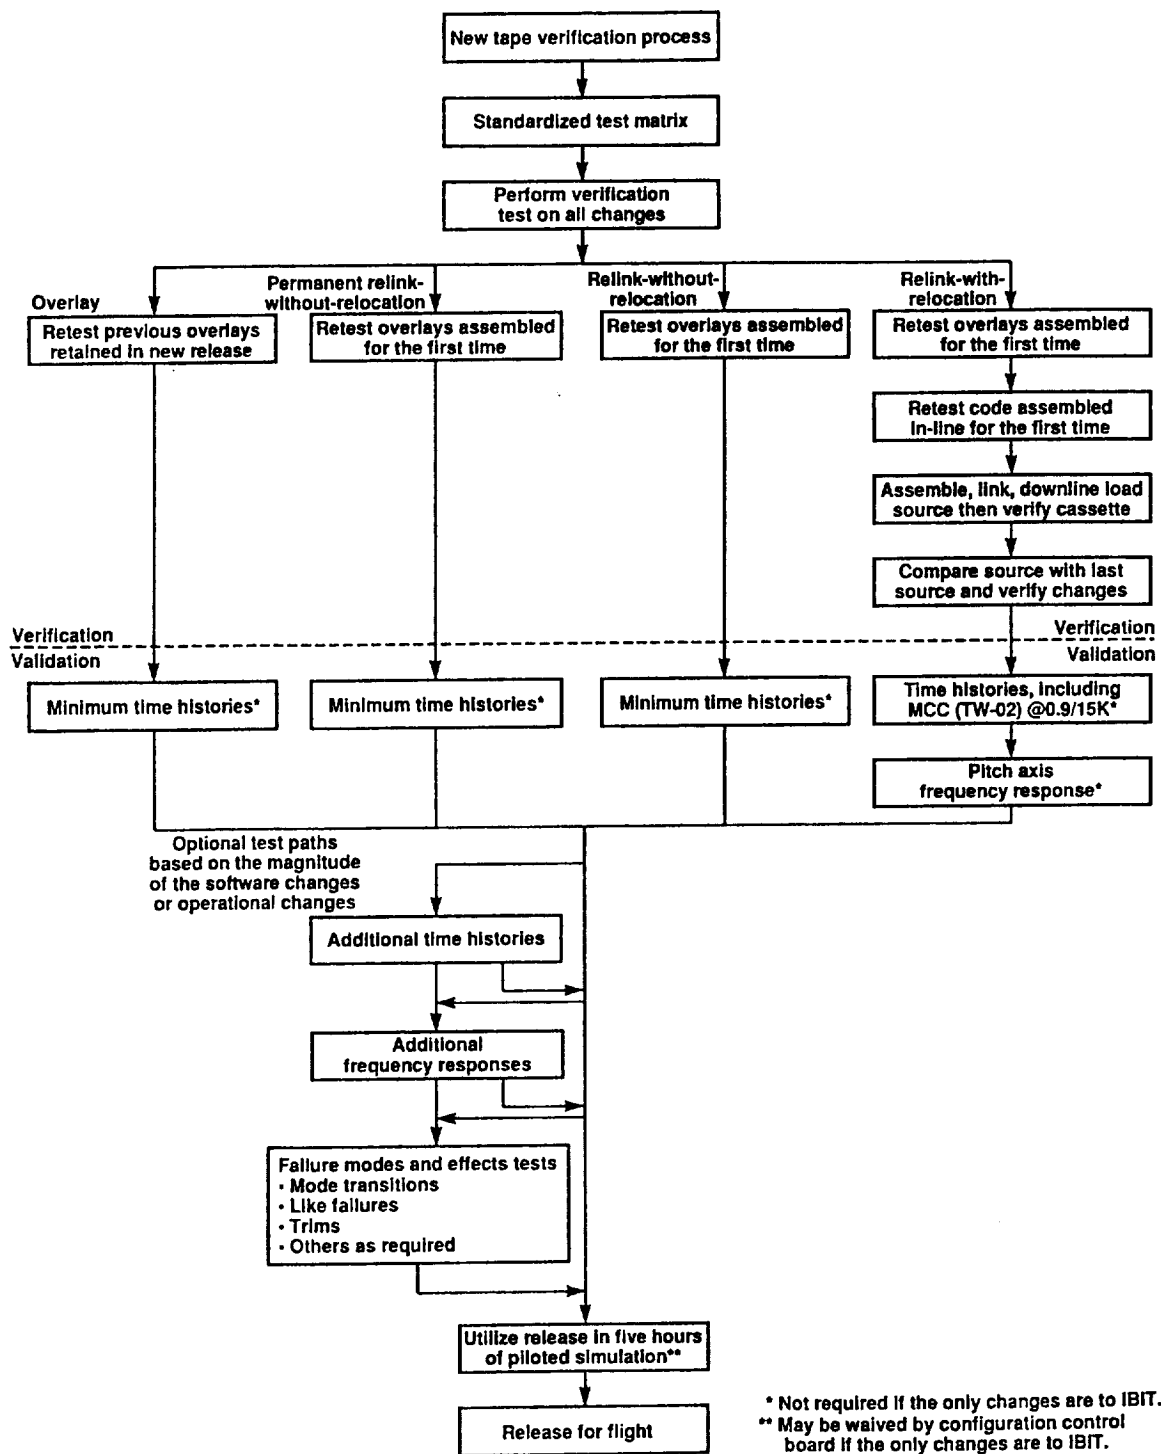 New tape verification process
Standardized test matrix
Perform verification
test on all changes
Overlay
Permanent relink-
without-relocation
Relink-without-
relocation
Relink-with-
relocation
Retest previous overlays
retained in new release
Retest overlays assembled
for the first time
Retest overlays assembled
for the first time
Retest overlays assembled
for the first time
Retest code assembled
in-line for the first time
Assemble, link, downline load
source then verify cassette
Compare source with last
source and verify changes
Verification
Validation
Verification
Validation
Minimum time histories*
Minimum time histories*
Minimum time histories*
Time histories, including
MCC (TW-02) @0.9/15K*
Pitch axis
frequency response*
Optional test paths
based on the magnitude
of the software changes
or operational changes
Additional time histories
Additional
frequency responses
Failure modes and effects tests
• Mode transitions
• Like failures
• Trims
• Others as required
Utilize release in five hours
of piloted simulation**
Release for flight
* Not required if the only changes are to IBIT.
** May be waived by configuration control
board if the only changes are to IBIT.